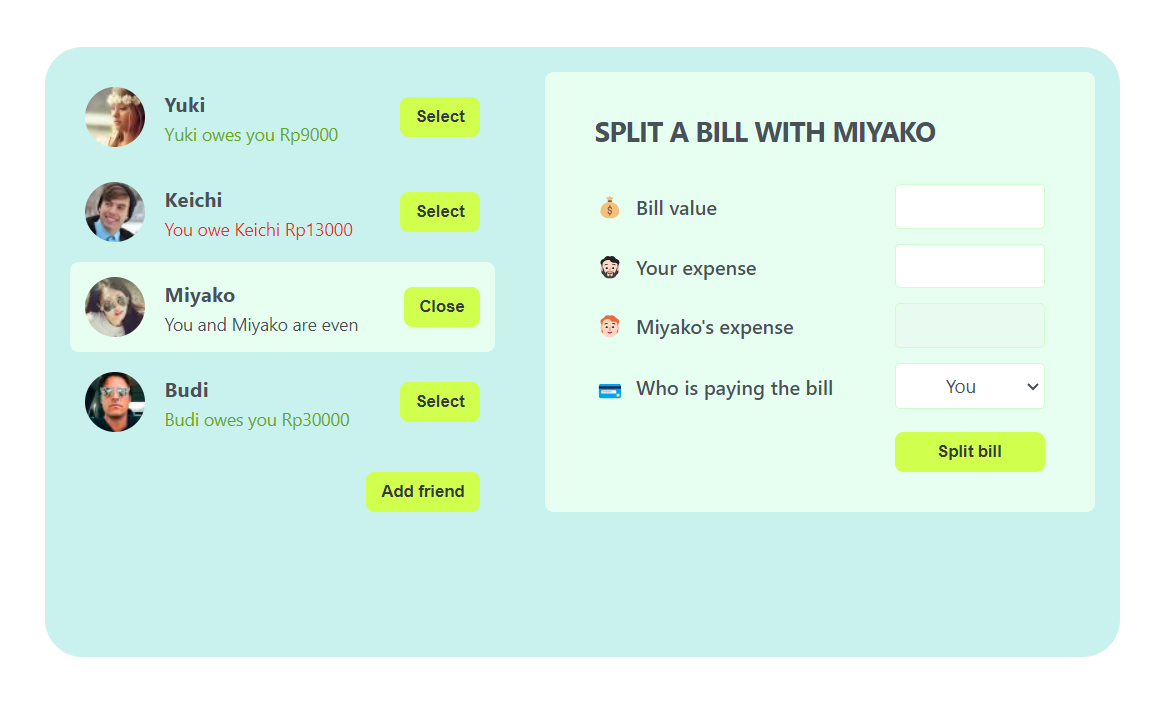 Yuki
Yuki owes you Rp9000
Select
Keichi
You owe Keichi Rp13000
Select
Miyako
You and Miyako are even
Close
Budi
Budi owes you Rp30000
Select
Add friend
SPLIT A BILL WITH MIYAKO
Bill value
Your expense
Miyako's expense
Who is paying the bill
You
Split bill